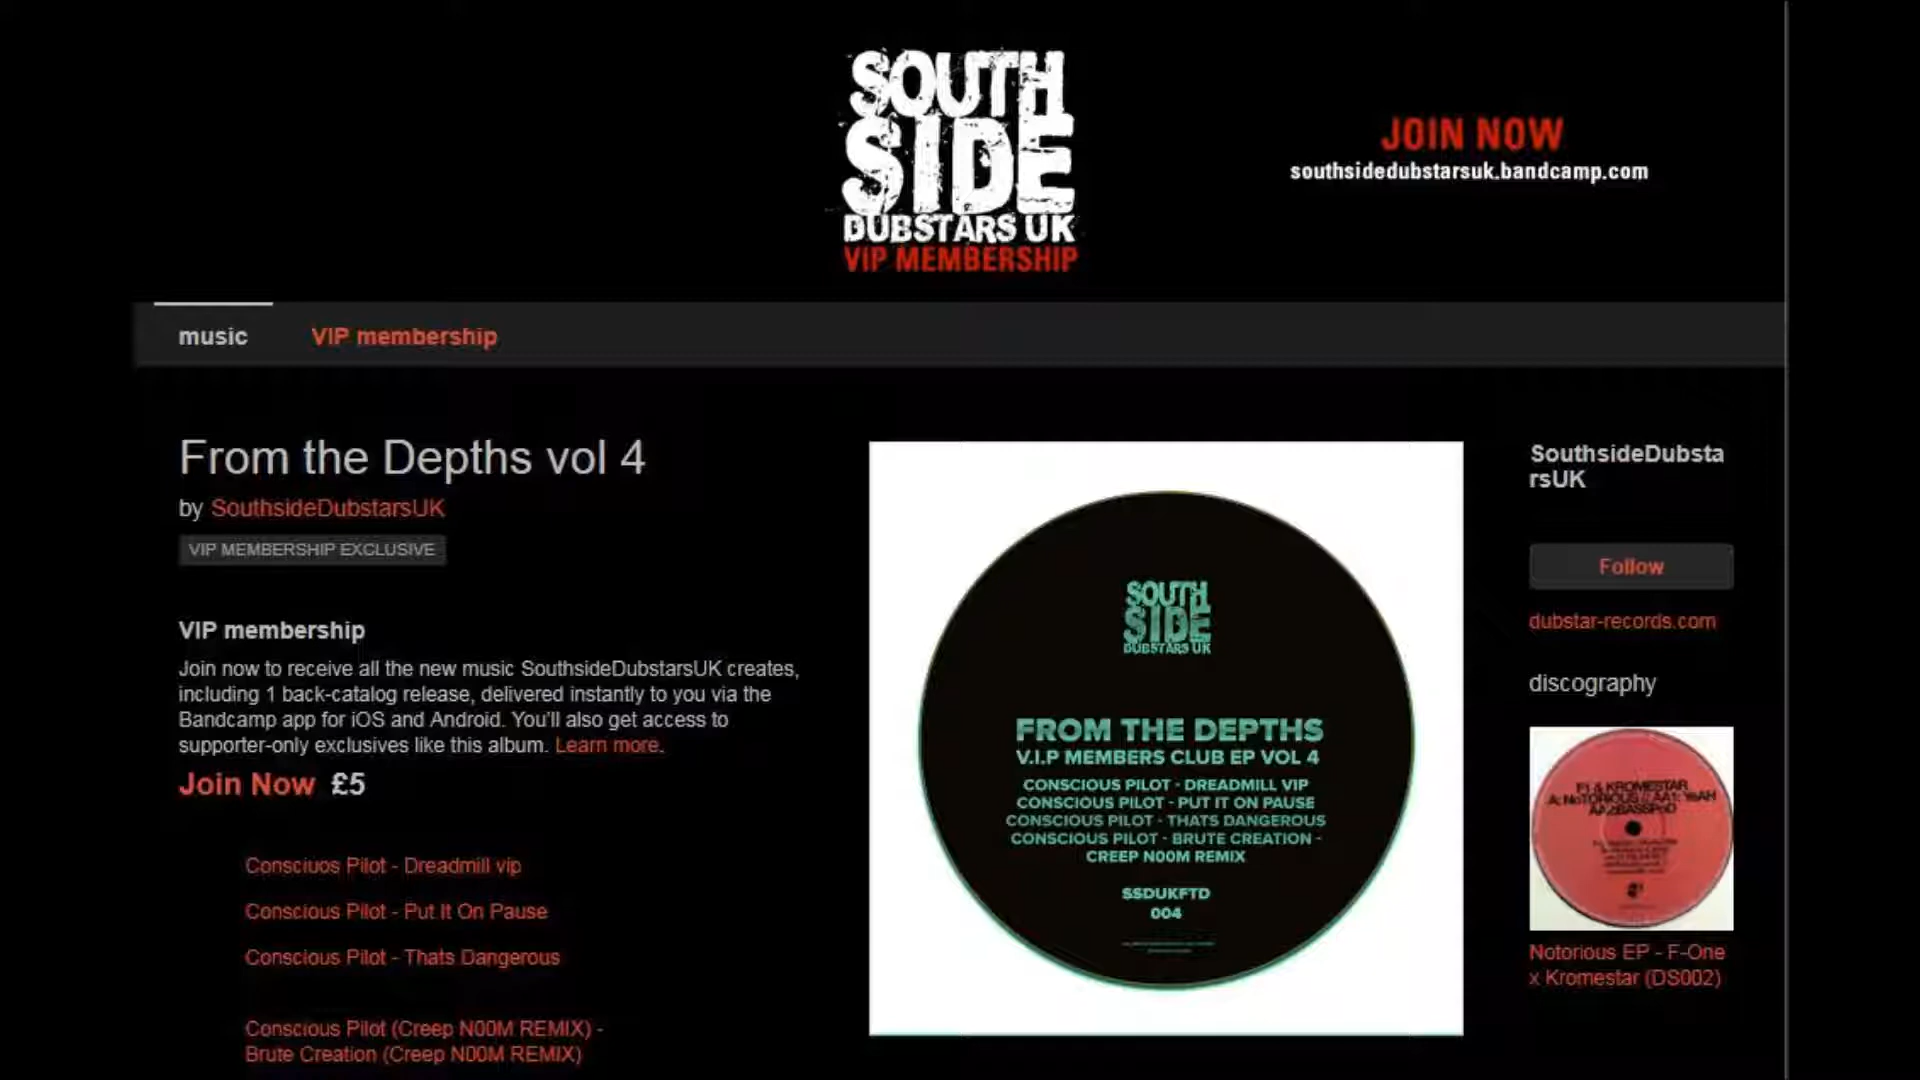 SOUTH
SIDE
DUBSTARS UK
VIP MEMBERSHIP
JOIN NOW
southsidedubstarsuk.bandcamp.com
music
VIP membership
From the Depths vol 4
by SouthsideDubstarsUK
VIP MEMBERSHIP EXCLUSIVE
VIP membership
Join now to receive all the new music SouthsideDubstarsUK creates,
including 1 back-catalog release, delivered instantly to you via the
Bandcamp app for iOS and Android. You'll also get access to
supporter-only exclusives like this album. Learn more.
Join Now £5
Consciuos Pilot - Dreadmill vip
Conscious Pilot - Put It On Pause
Conscious Pilot - Thats Dangerous
Conscious Pilot (Creep N00M REMIX) -
Brute Creation (Creep N00M REMIX)
SOUTH
SIDE
DUBSTARS UK
FROM THE DEPTHS
V.I.P MEMBERS CLUB EP VOL 4
CONSCIOUS PILOT - DREADMILL VIP
CONSCIOUS PILOT - PUT IT ON PAUSE
CONSCIOUS PILOT - THATS DANGEROUS
CONSCIOUS PILOT - BRUTE CREATION -
CREEP N00M REMIX
SSDUKFTD
004
SouthsideDubsta
rsUK
Follow
dubstar-records.com
discography
F1 & KROMESTAR
A: NOTORIOUS // AA1: YEAH
Notorious EP - F-One
x Kromestar (DS002)